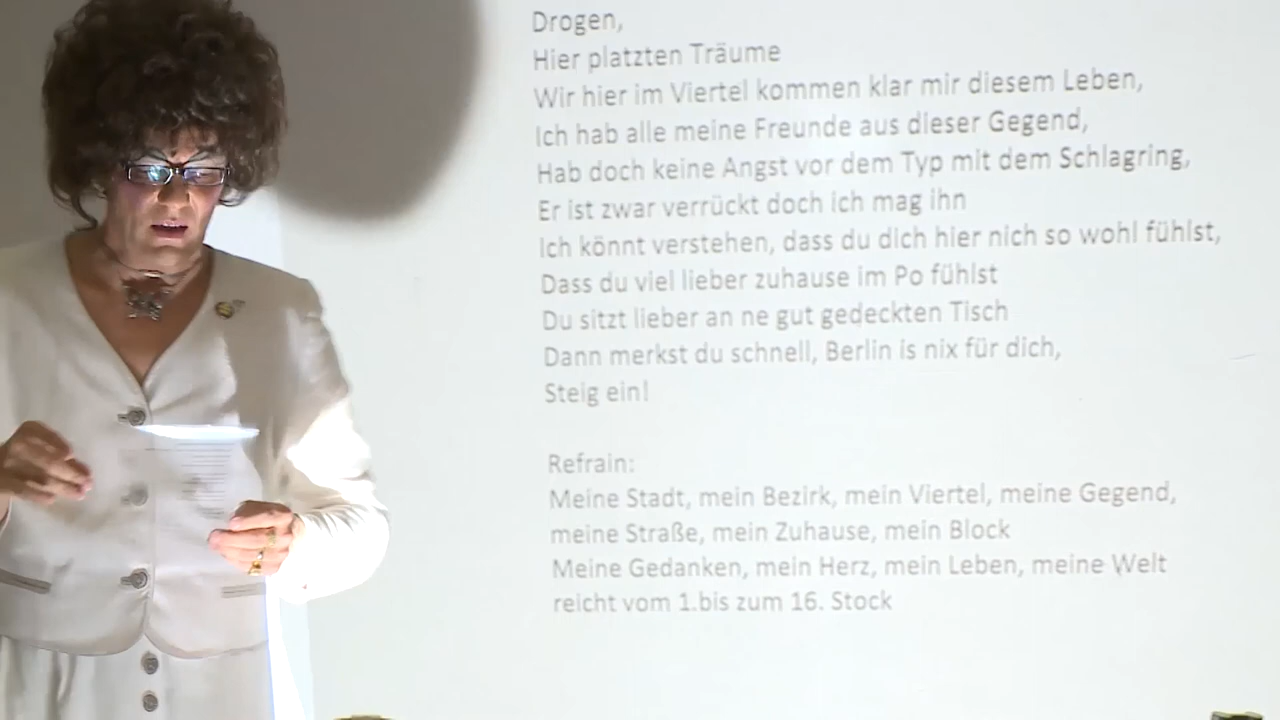 Drogen,
Hier platzten Träume
Wir hier im Viertel kommen klar mir diesem Leben,
Ich hab alle meine Freunde aus dieser Gegend,
Hab doch keine Angst vor dem Typ mit dem Schlagring,
Er ist zwar verrückt doch ich mag ihn
Ich könnt verstehen, dass du dich hier nich so wohl fühlst,
Dass du viel lieber zuhause im Po fühlst
Du sitzt lieber an ne gut gedeckten Tisch
Dann merkst du schnell, Berlin is nix für dich,
Steig ein!
Refrain:
Meine Stadt, mein Bezirk, mein Viertel, meine Gegend,
meine Straße, mein Zuhause, mein Block
Meine Gedanken, mein Herz, mein Leben, meine Welt
reicht vom 1.bis zum 16. Stock